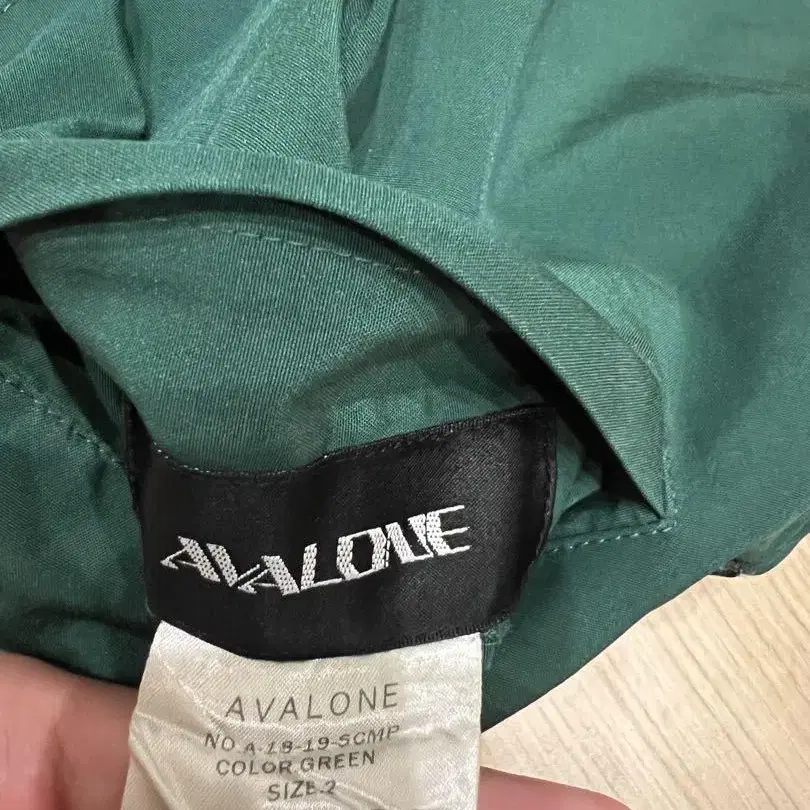 AVALONE
AVALONE
NO.A-18-19-SCMP
COLOR.GREEN
SIZE.2